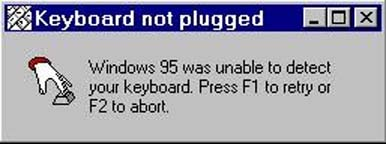 Keyboard not plugged
Windows 95 was unable to detect
your keyboard. Press F1 to retry or
F2 to abort.